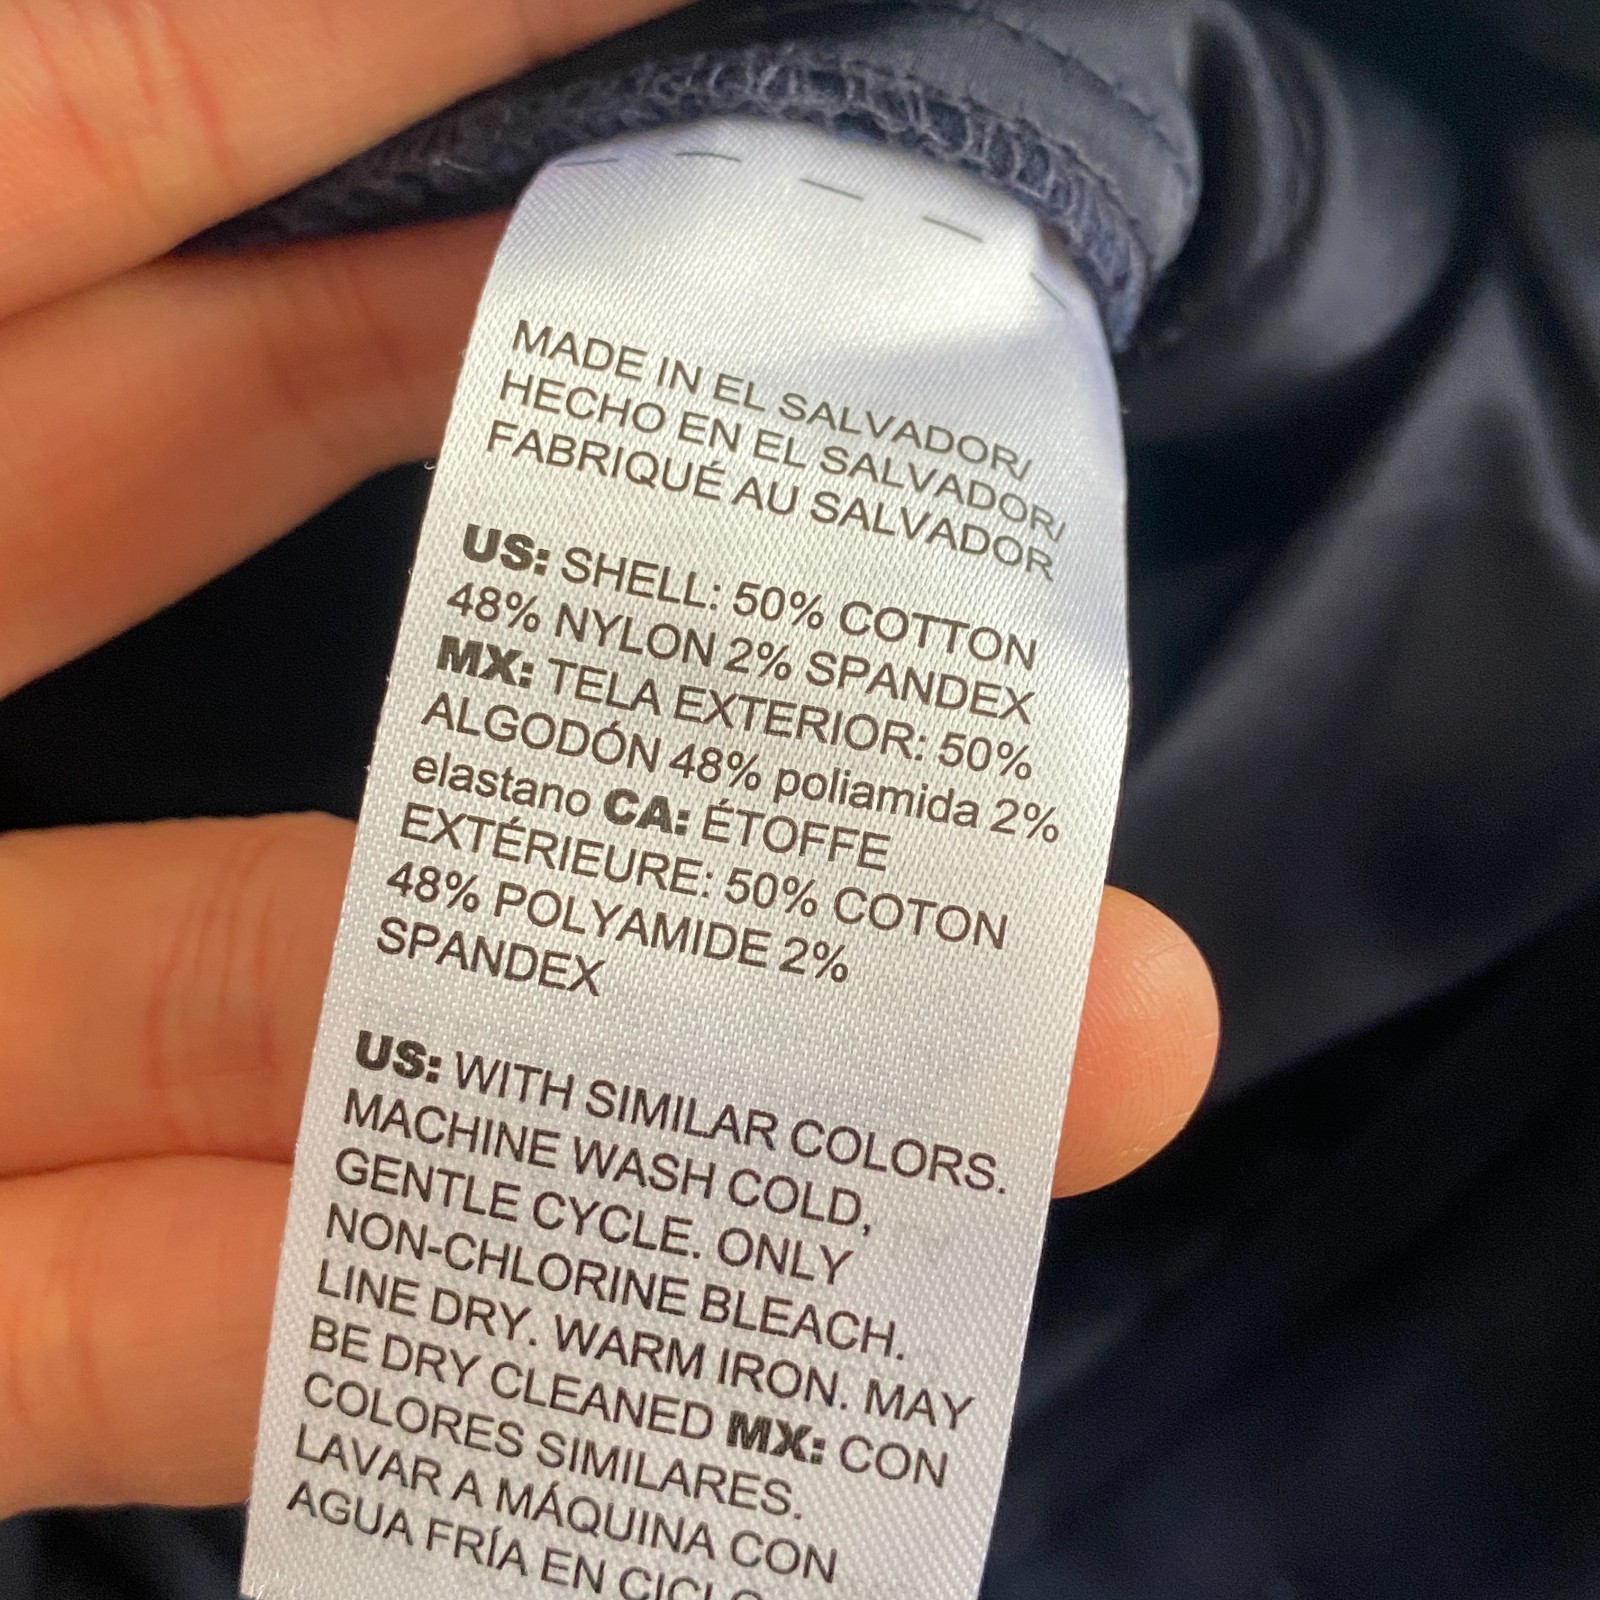 MADE IN EL SALVADOR/
HECHO EN EL SALVADOR/
FABRIQUÉ AU SALVADOR
US: SHELL: 50% COTTON
48% NYLON 2% SPANDEX
MX: TELA EXTERIOR: 50%
ALGODÓN 48% poliamida 2%
elastano CA: ÉTOFFE
EXTÉRIEURE: 50% COTON
48% POLYAMIDE 2%
SPANDEX
US: WITH SIMILAR COLORS.
MACHINE WASH COLD,
GENTLE CYCLE. ONLY
NON-CHLORINE BLEACH.
LINE DRY. WARM IRON. MAY
BE DRY CLEANED MX: CON
COLORES SIMILARES.
LAVAR A MÁQUINA CON
AGUA FRÍA EN